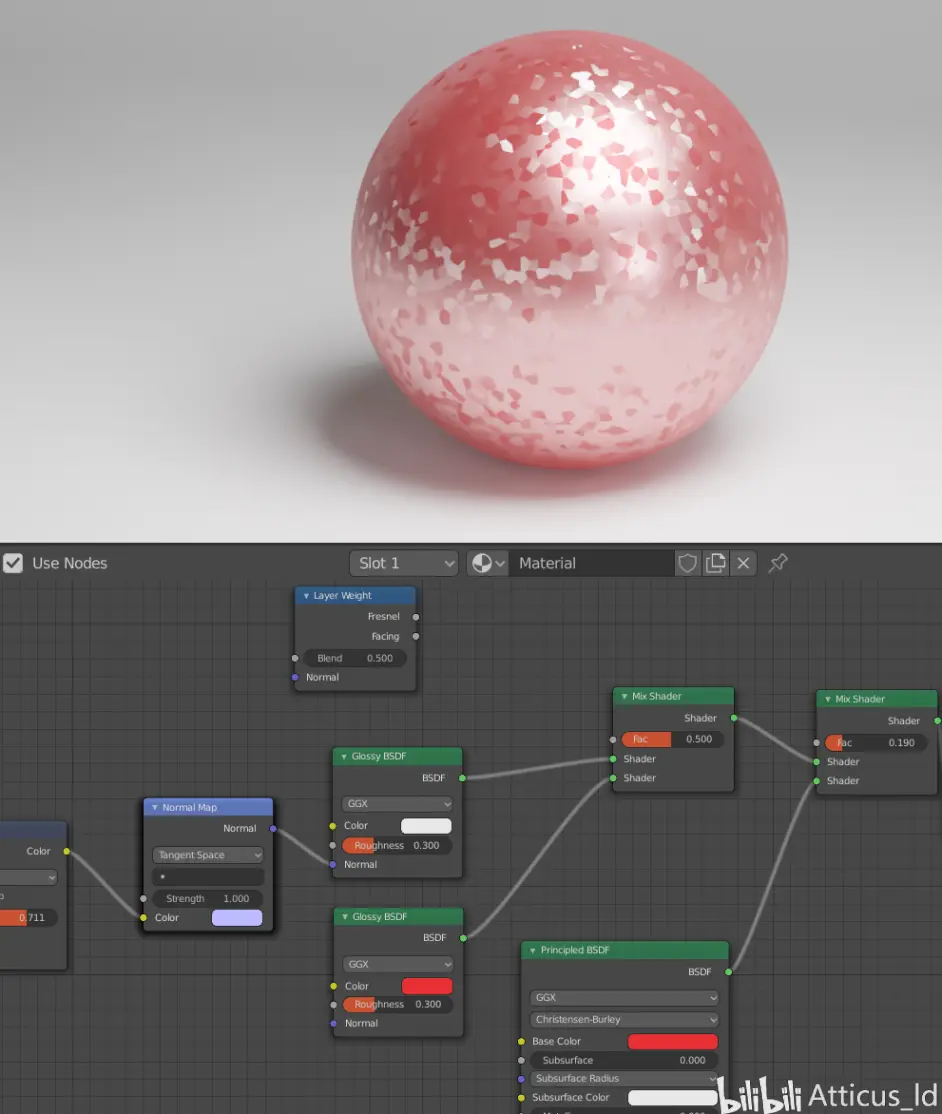 Use Nodes
Slot 1
Material
Layer Weight
Fresnel
Facing
Blend 0.500
Normal
Mix Shader
Shader
Fac 0.500
Shader
Shader
Mix Shader
Shader
Fac 0.190
Shader
Shader
Glossy BSDF
BSDF
GGX
Color
Roughness 0.300
Normal
Normal Map
Normal
Tangent Space
Strength 1.000
Color
Color
0.711
Glossy BSDF
BSDF
GGX
Color
Roughness 0.300
Normal
Principled BSDF
BSDF
GGX
Christensen-Burley
Base Color
Subsurface 0.000
Subsurface Radius
Subsurface Color
bilibili Atticus_ld